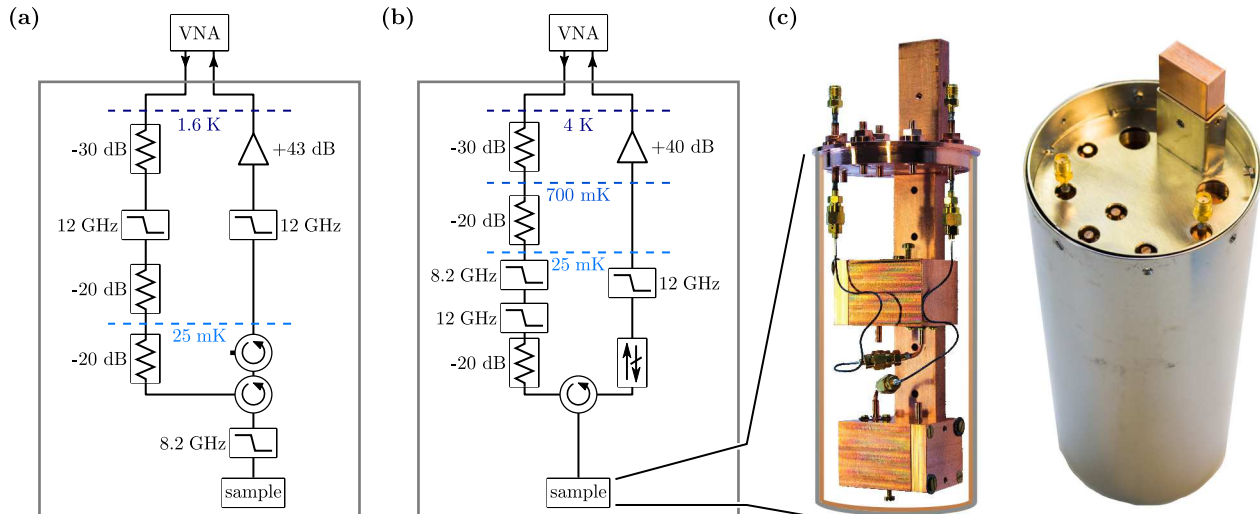 (a)
VNA
1.6 K
-30 dB
+43 dB
12 GHz
12 GHz
-20 dB
25 mK
-20 dB
8.2 GHz
sample
(b)
VNA
4 K
-30 dB
+40 dB
700 mK
-20 dB
25 mK
8.2 GHz
12 GHz
12 GHz
-20 dB
sample
(c)